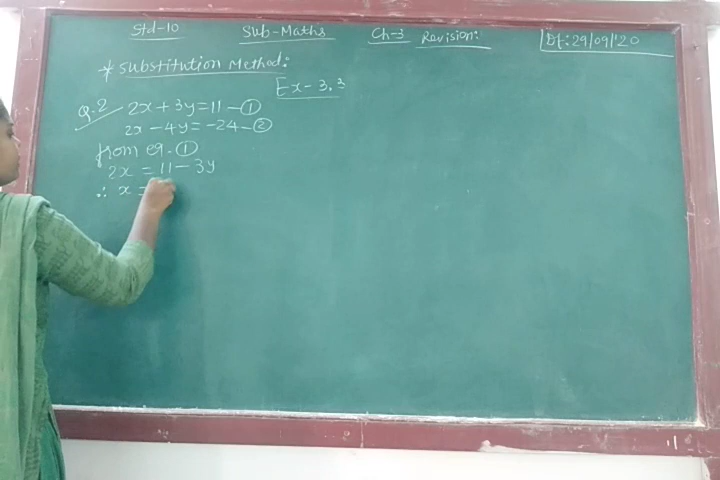 Std-10 Sub-Maths Ch-3 Revision: Dt:29/09/'20
* Substitution Method:
Ex-3.3
Q.2 2x + 3y = 11 - ①
2x - 4y = -24 - ②
from eq. ①
2x = 11 - 3y
∴ x =